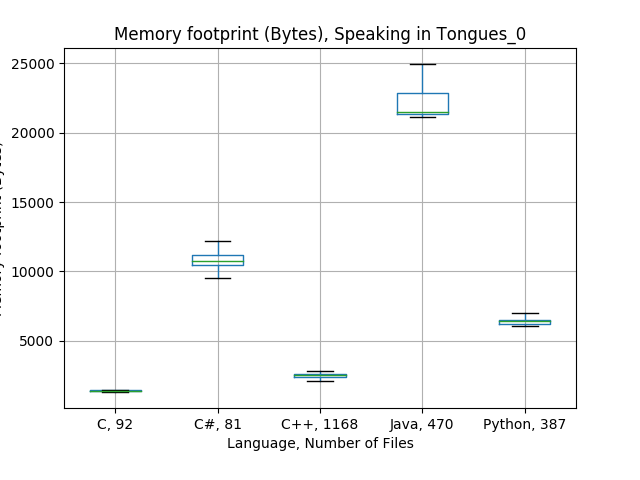 Memory footprint (Bytes), Speaking in Tongues_0
25000
20000
15000
10000
5000
C, 92
C#, 81
C++, 1168
Java, 470
Python, 387
Language, Number of Files